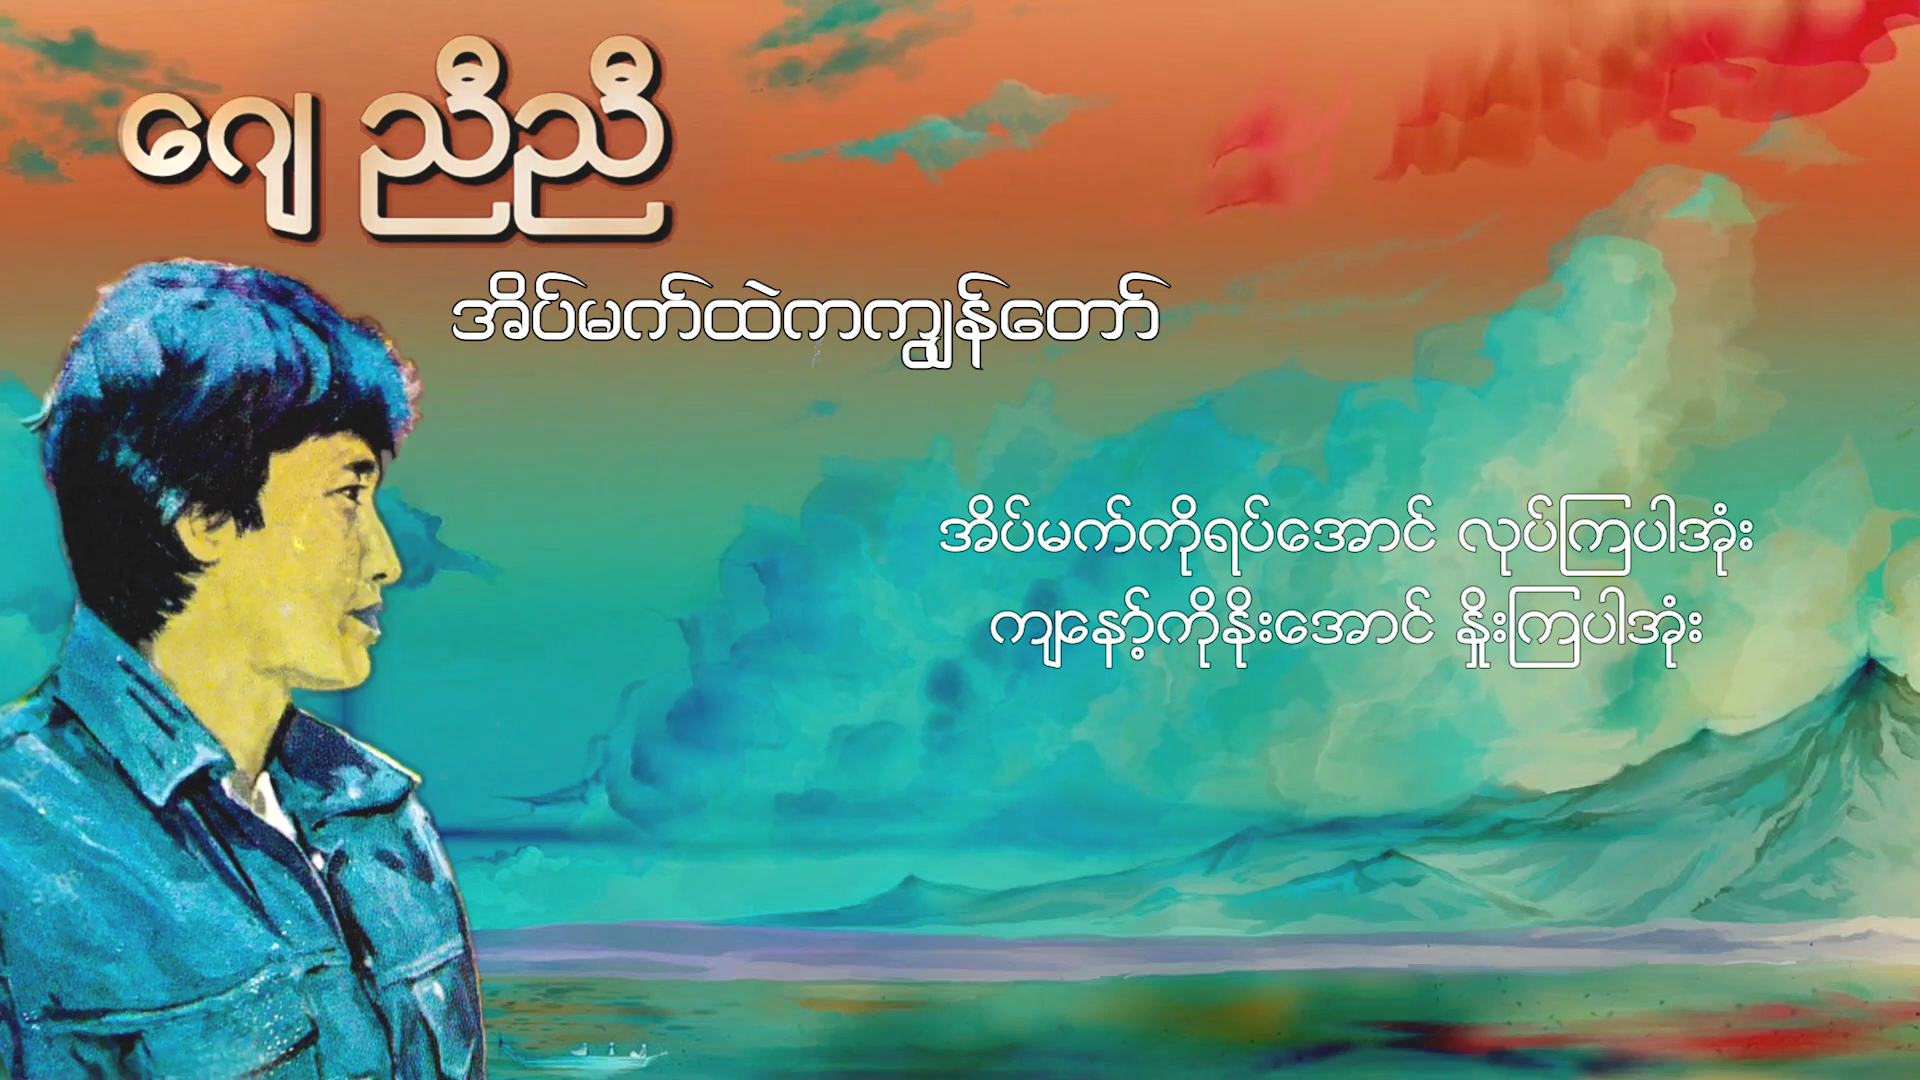 ဂျေ ညီညီ
အိပ်မက်ထဲကကျွန်တော်
အိပ်မက်ကိုရပ်အောင် လုပ်ကြပါအုံး
ကျနော့်ကိုနိုးအောင် နှိုးကြပါအုံး